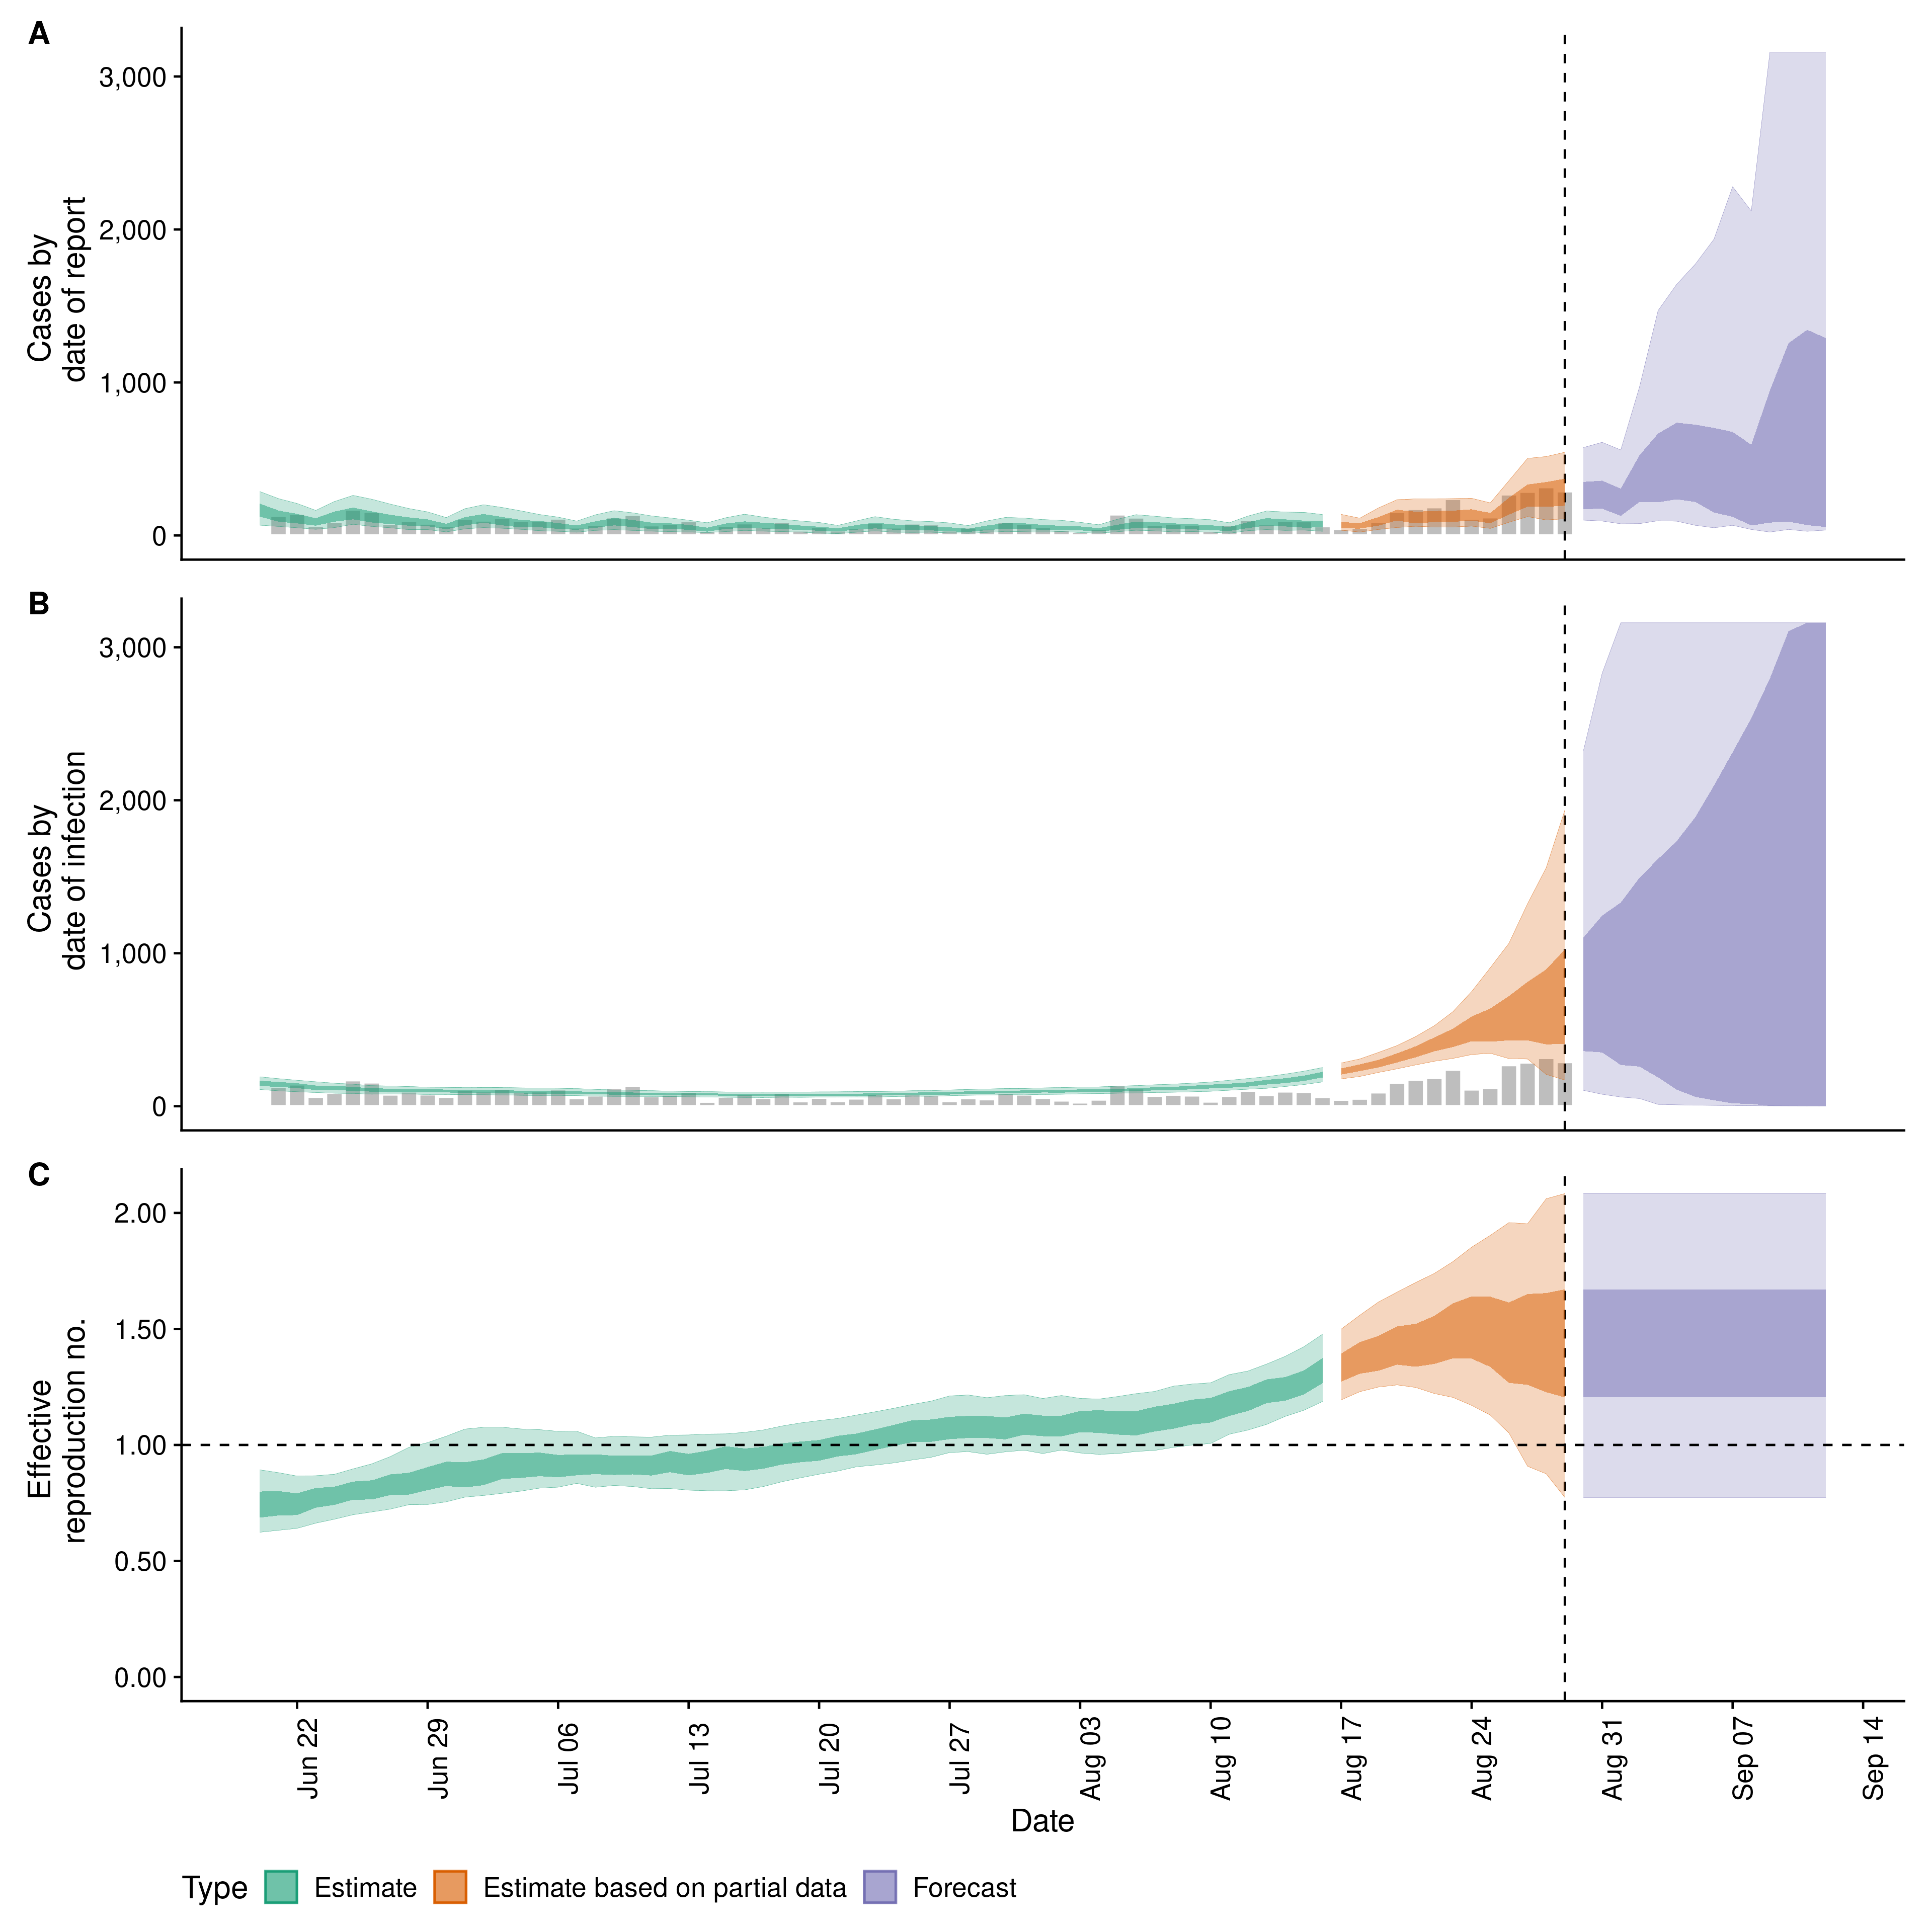 A
3,000
2,000
1,000
0
Cases by
date of report
B
3,000
2,000
1,000
0
Cases by
date of infection
C
2.00
1.50
1.00
0.50
0.00
Effective
reproduction no.
Jun 22
Jun 29
Jul 06
Jul 13
Jul 20
Jul 27
Aug 03
Aug 10
Aug 17
Aug 24
Aug 31
Sep 07
Sep 14
Date
Type Estimate Estimate based on partial data Forecast